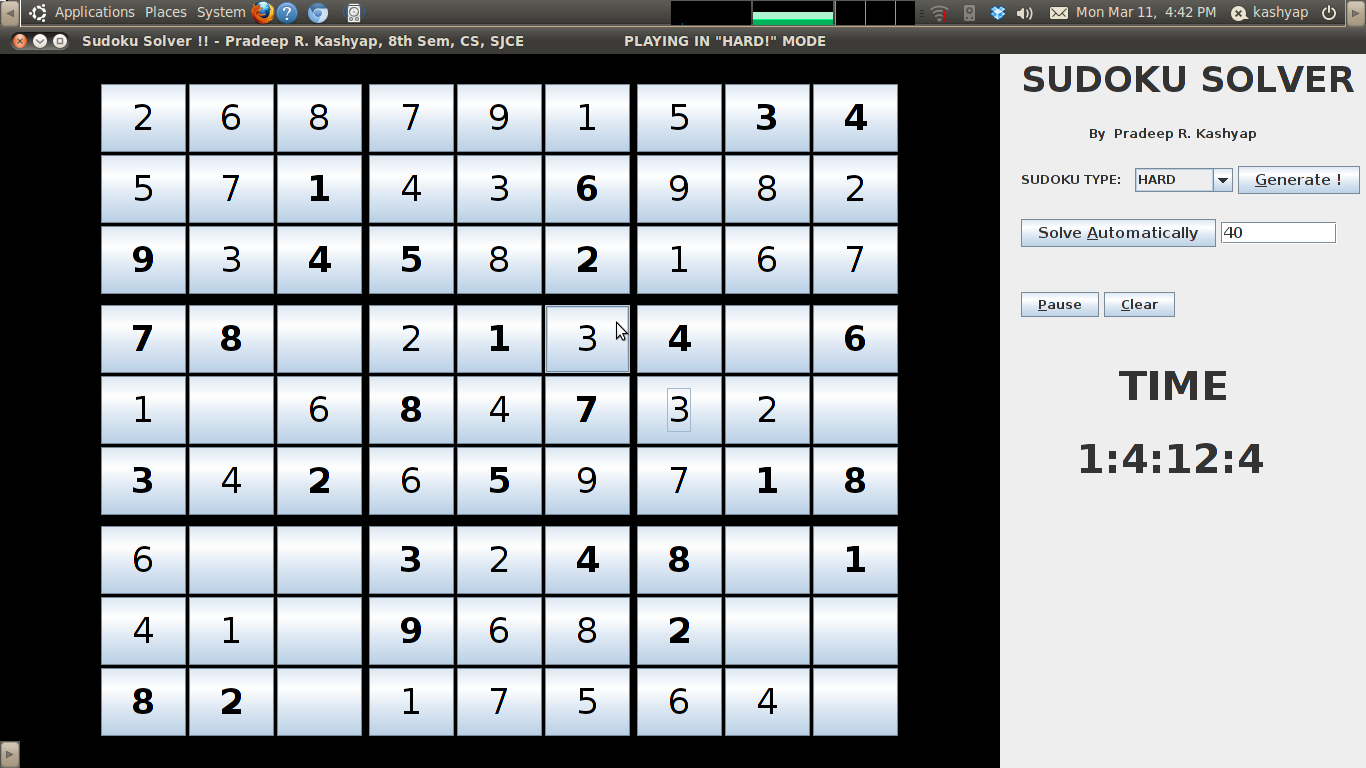 Applications Places System Mon Mar 11, 4:42 PM kashyap
Sudoku Solver !! - Pradeep R. Kashyap, 8th Sem, CS, SJCE PLAYING IN "HARD!" MODE
2 6 8 7 9 1 5 3 4
5 7 1 4 3 6 9 8 2
9 3 4 5 8 2 1 6 7
7 8 2 1 3 4 6
1 6 8 4 7 3 2
3 4 2 6 5 9 7 1 8
6 3 2 4 8 1
4 1 9 6 8 2
8 2 1 7 5 6 4
SUDOKU SOLVER
By Pradeep R. Kashyap
SUDOKU TYPE: HARD Generate !
Solve Automatically 40
Pause Clear
TIME
1:4:12:4